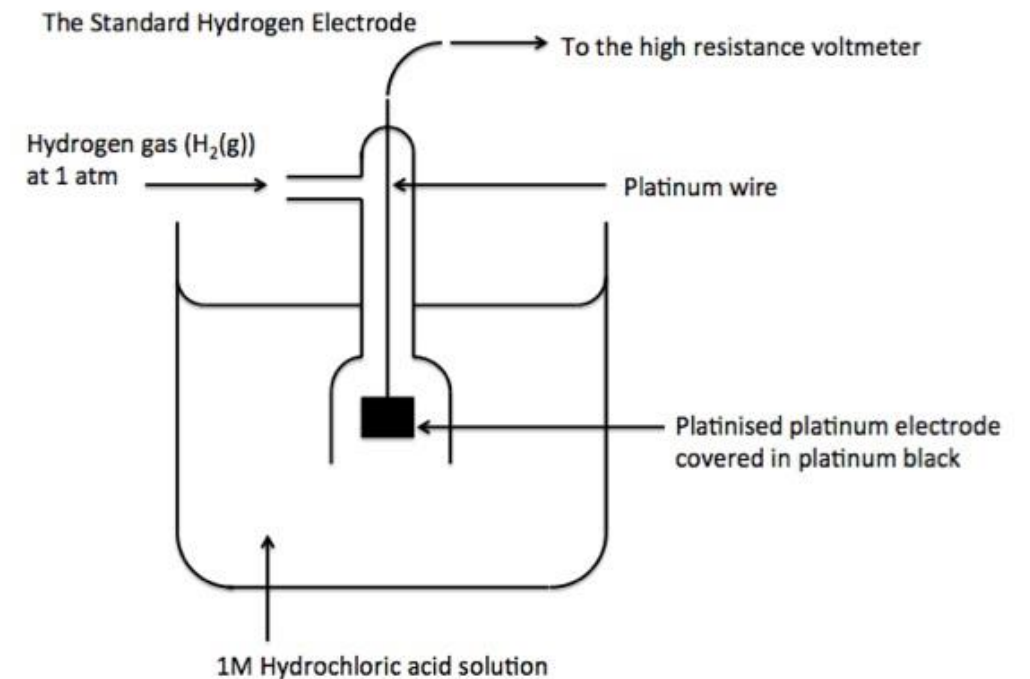 The Standard Hydrogen Electrode
To the high resistance voltmeter
Hydrogen gas (H₂(g))
at 1 atm
Platinum wire
Platinised platinum electrode
covered in platinum black
1M Hydrochloric acid solution